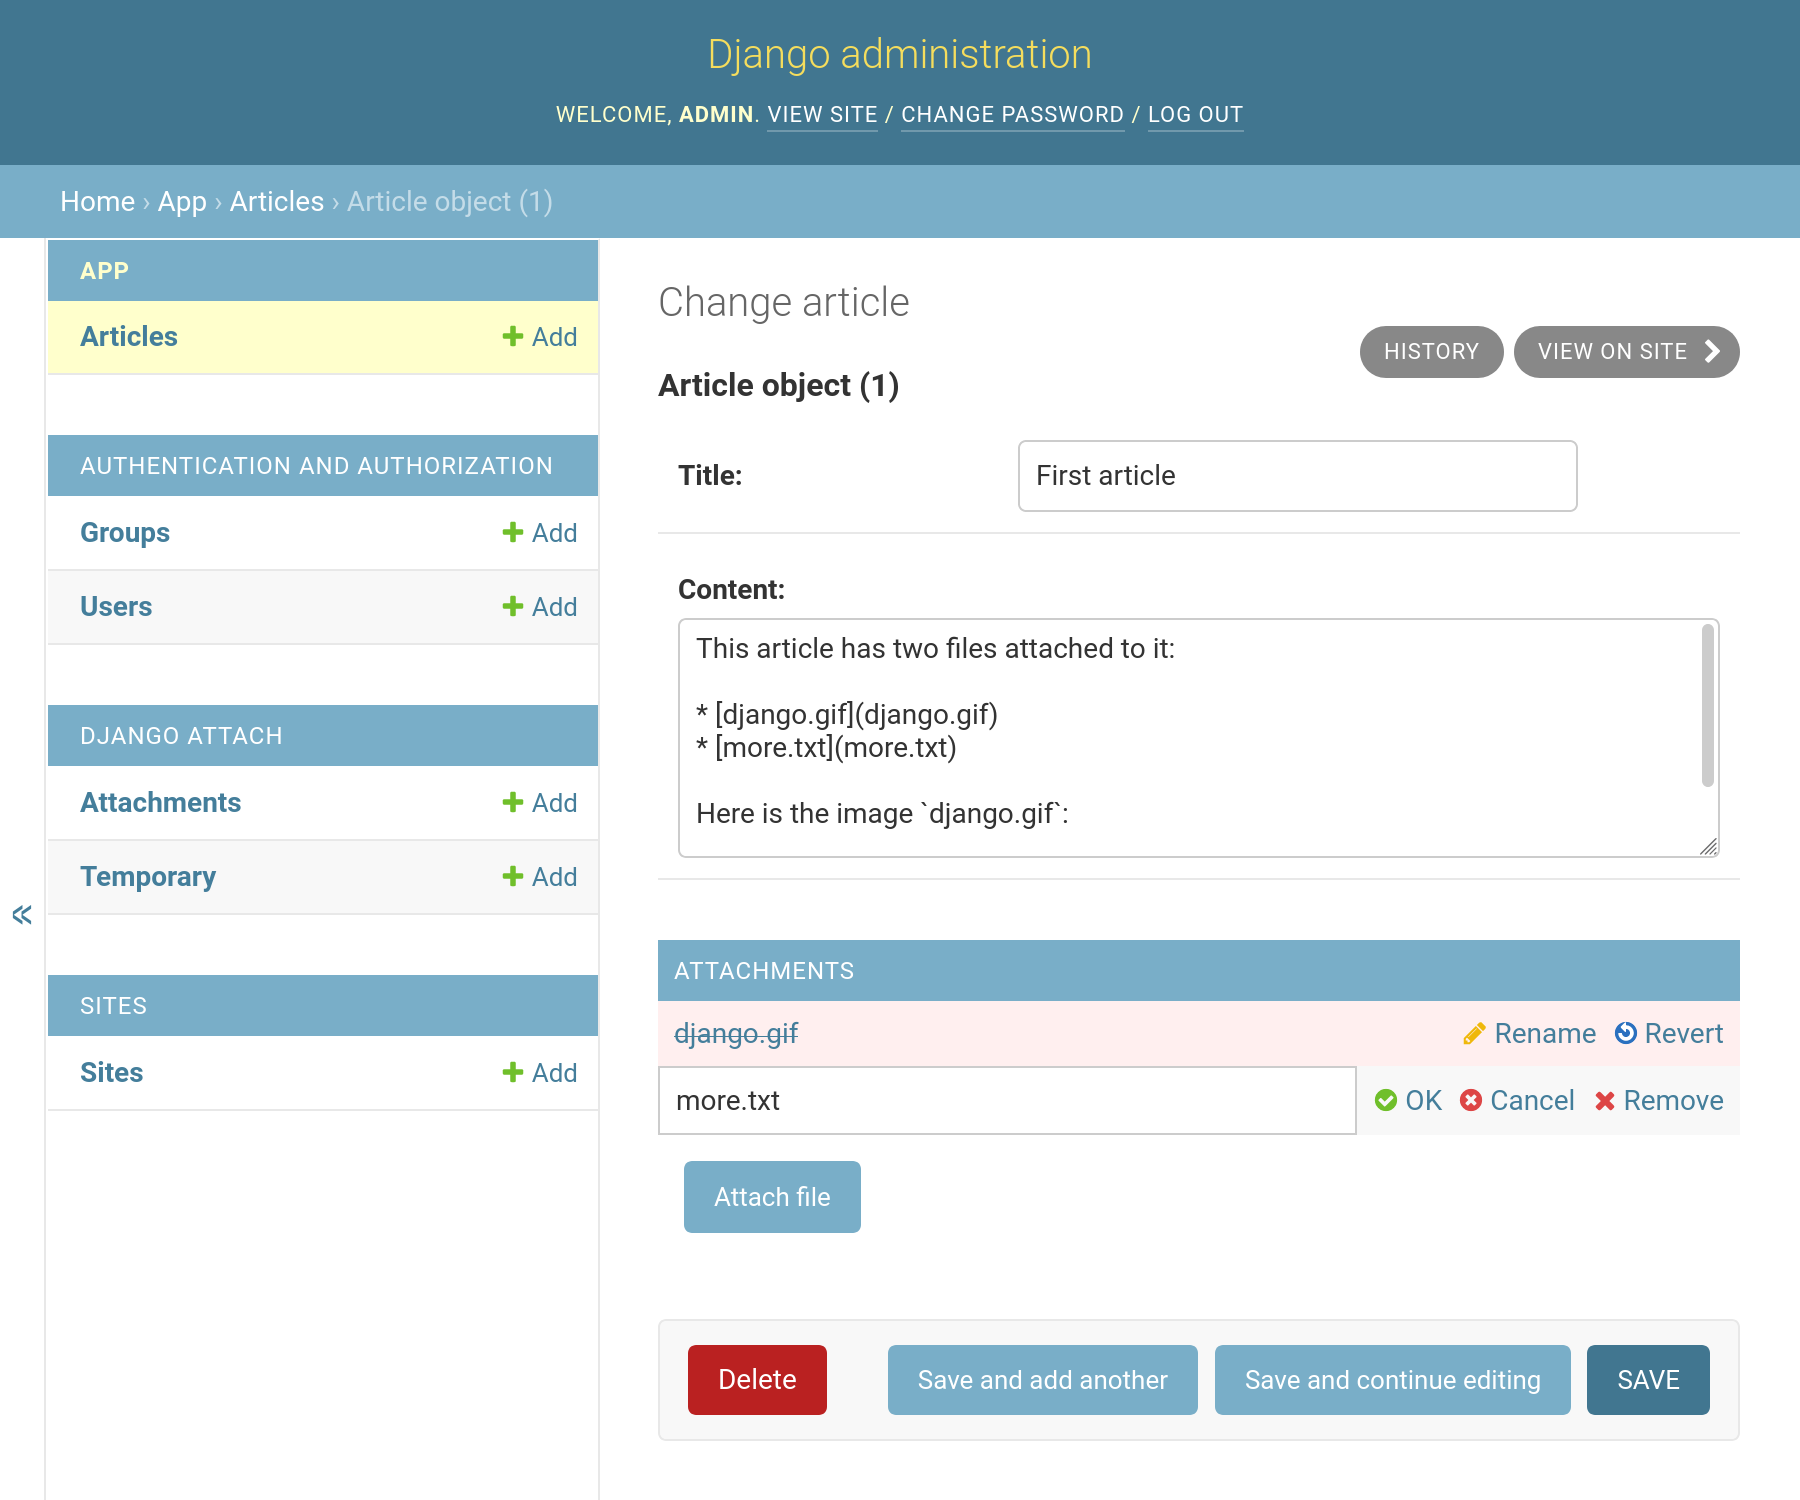 Django administration
WELCOME, ADMIN. VIEW SITE / CHANGE PASSWORD / LOG OUT
Home › App › Articles › Article object (1)
APP
Articles Add
AUTHENTICATION AND AUTHORIZATION
Groups Add
Users Add
DJANGO ATTACH
Attachments Add
Temporary Add
«
SITES
Sites Add
Change article
HISTORY VIEW ON SITE
Article object (1)
Title: First article
Content:
This article has two files attached to it:
* [django.gif](django.gif)
* [more.txt](more.txt)
Here is the image `django.gif`:
ATTACHMENTS
django.gif Rename Revert
more.txt OK Cancel Remove
Attach file
Delete Save and add another Save and continue editing SAVE